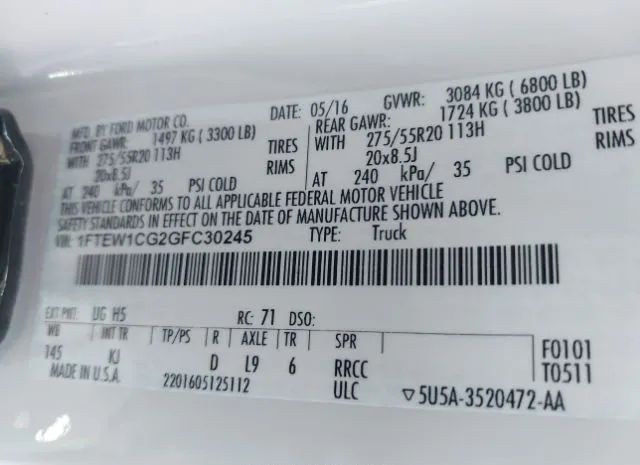 MFD. BY FORD MOTOR CO. DATE: 05/16 GVWR: 3084 KG ( 6800 LB)
FRONT GAWR: 1497 KG ( 3300 LB) REAR GAWR: 1724 KG ( 3800 LB)
WITH 275/55R20 113H TIRES WITH 275/55R20 113H TIRES
20x8.5J RIMS 20x8.5J RIMS
AT 240 kPa/ 35 PSI COLD AT 240 kPa/ 35 PSI COLD
THIS VEHICLE CONFORMS TO ALL APPLICABLE FEDERAL MOTOR VEHICLE
SAFETY STANDARDS IN EFFECT ON THE DATE OF MANUFACTURE SHOWN ABOVE.
VIN: 1FTEW1CG2GFC30245 TYPE: Truck
EXT PNT: UG H5 RC: 71 DSO:
WB INT TR TP/PS R AXLE TR SPR
145 KJ D L9 6 RRCC F0101
MADE IN U.S.A. 2201605125112 ULC T0511
▽5U5A-3520472-AA